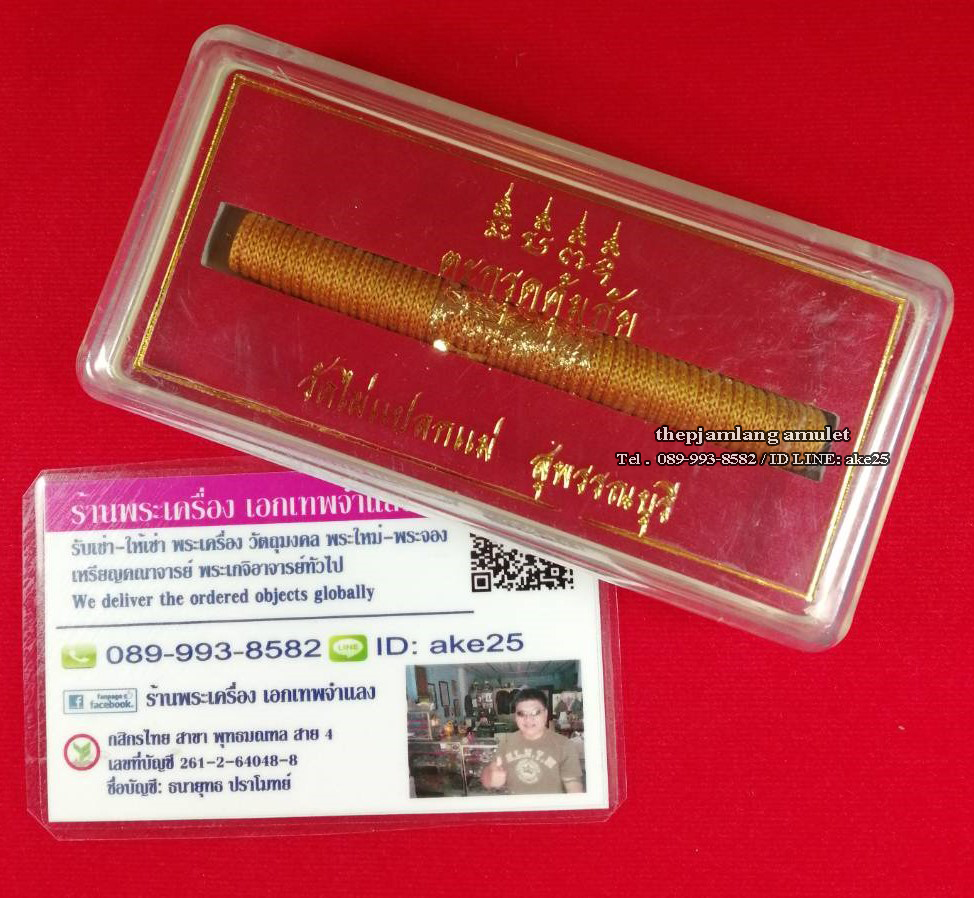 ตะกรุดคุ้มภัย
วัดไผ่แปลกแม่ สุพรรณบุรี
thepjamlang amulet
Tel . 089-993-8582 / ID LINE: ake25
ร้านพระเครื่อง เอกเทพจำแล
รับเช่า-ให้เช่า พระเครื่อง วัตถุมงคล พระใหม่-พระจอง
เหรียญคณาจารย์ พระเกจิอาจารย์ทั่วไป
We deliver the ordered objects globally
089-993-8582 LINE ID: ake25
facebook. ร้านพระเครื่อง เอกเทพจำแลง
กสิกรไทย สาขา พุทธมณฑล สาย 4
เลขที่บัญชี 261-2-64048-8
ชื่อบัญชี: ธนายุทธ ปราโมทย์